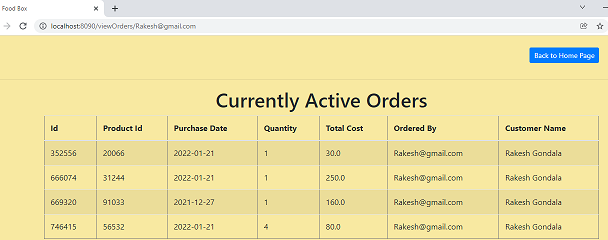 Food Box
localhost:8090/viewOrders/Rakesh@gmail.com
Back to Home Page
Currently Active Orders
Id Product Id Purchase Date Quantity Total Cost Ordered By Customer Name
352556 20066 2022-01-21 1 30.0 Rakesh@gmail.com Rakesh Gondala
666074 31244 2022-01-21 1 250.0 Rakesh@gmail.com Rakesh Gondala
669320 91033 2021-12-27 1 160.0 Rakesh@gmail.com Rakesh Gondala
746415 56532 2022-01-21 4 80.0 Rakesh@gmail.com Rakesh Gondala